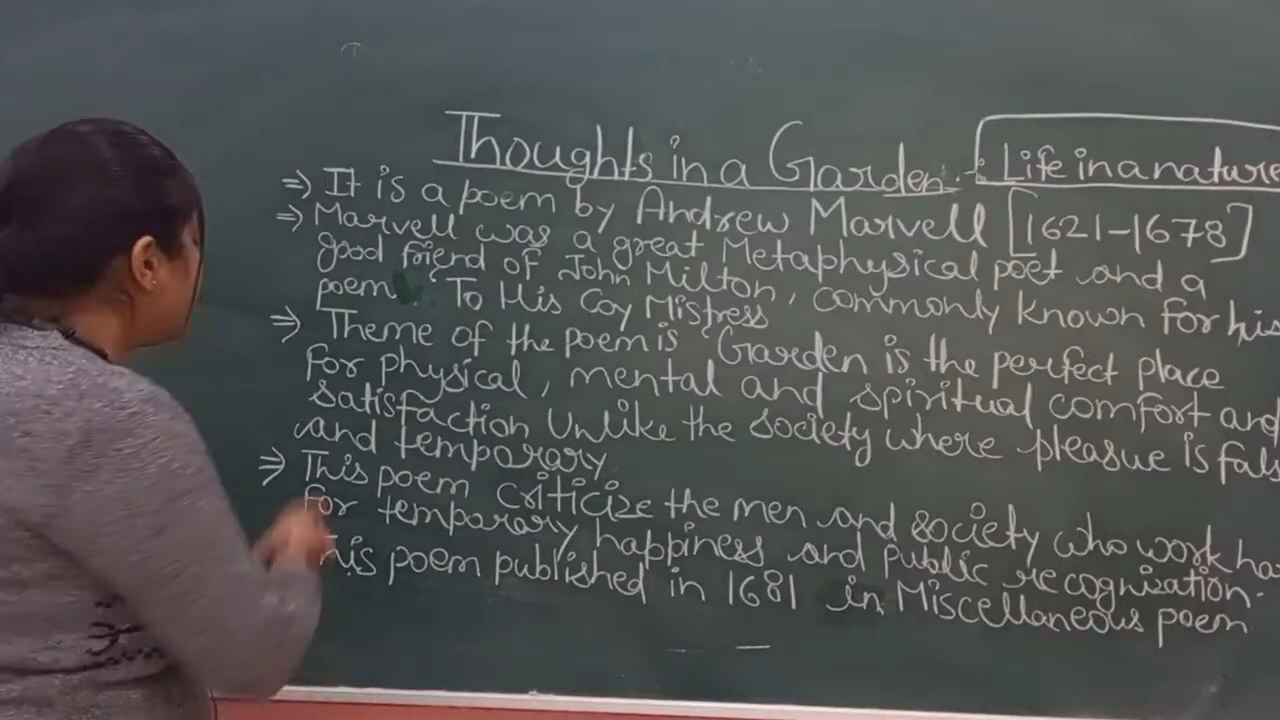 Thoughts in a Garden :- Life in a nature
⇒ It is a poem by Andrew Marvell [1621-1678]
⇒ Marvell was a great Metaphysical poet and a
good friend of John Milton, commonly known for his
poem "To His Coy Mistress
⇒ Theme of the poem is "Garden is the perfect place
for physical, mental and spiritual comfort and
satisfaction Unlike the society where pleasue is fals
and temporary
⇒ This poem criticize the men and society who work ha
for temporary happiness and public recognization.
his poem published in 1681 in Miscellaneous poem